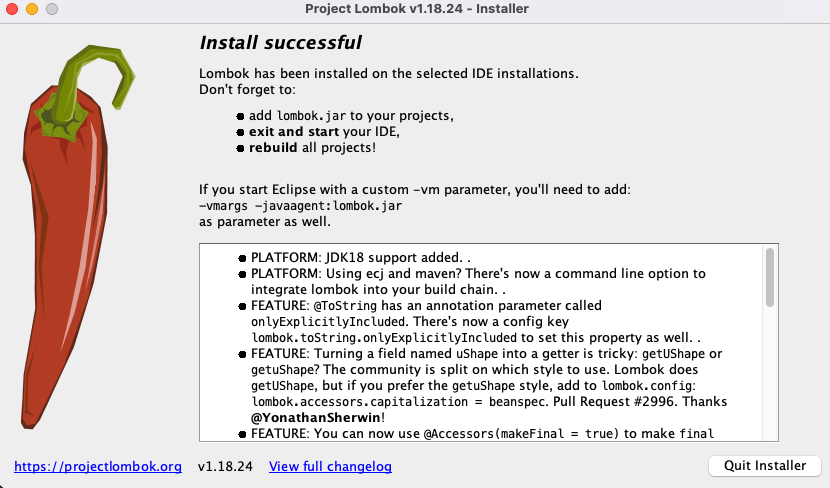 Project Lombok v1.18.24 - Installer
Install successful
Lombok has been installed on the selected IDE installations.
Don't forget to:
● add lombok.jar to your projects,
● exit and start your IDE,
● rebuild all projects!
If you start Eclipse with a custom -vm parameter, you'll need to add:
-vmargs -javaagent:lombok.jar
as parameter as well.
● PLATFORM: JDK18 support added. .
● PLATFORM: Using ecj and maven? There's now a command line option to
integrate lombok into your build chain. .
● FEATURE: @ToString has an annotation parameter called
onlyExplicitlyIncluded. There's now a config key
lombok.toString.onlyExplicitlyIncluded to set this property as well. .
● FEATURE: Turning a field named uShape into a getter is tricky: getUShape or
getuShape? The community is split on which style to use. Lombok does
getUShape, but if you prefer the getuShape style, add to lombok.config:
lombok.accessors.capitalization = beanspec. Pull Request #2996. Thanks
@YonathanSherwin!
● FEATURE: You can now use @Accessors(makeFinal = true) to make final
https://projectlombok.org v1.18.24 View full changelog Quit Installer